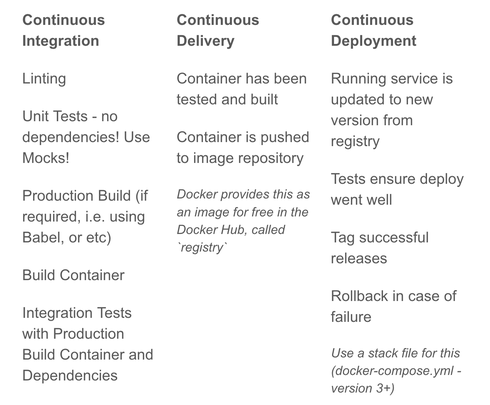 Continuous
Integration
Linting
Unit Tests - no
dependencies! Use
Mocks!
Production Build (if
required, i.e. using
Babel, or etc)
Build Container
Integration Tests
with Production
Build Container and
Dependencies
Continuous
Delivery
Container has been
tested and built
Container is pushed
to image repository
Docker provides this as
an image for free in the
Docker Hub, called
`registry`
Continuous
Deployment
Running service is
updated to new
version from
registry
Tests ensure deploy
went well
Tag successful
releases
Rollback in case of
failure
Use a stack file for this
(docker-compose.yml -
version 3+)